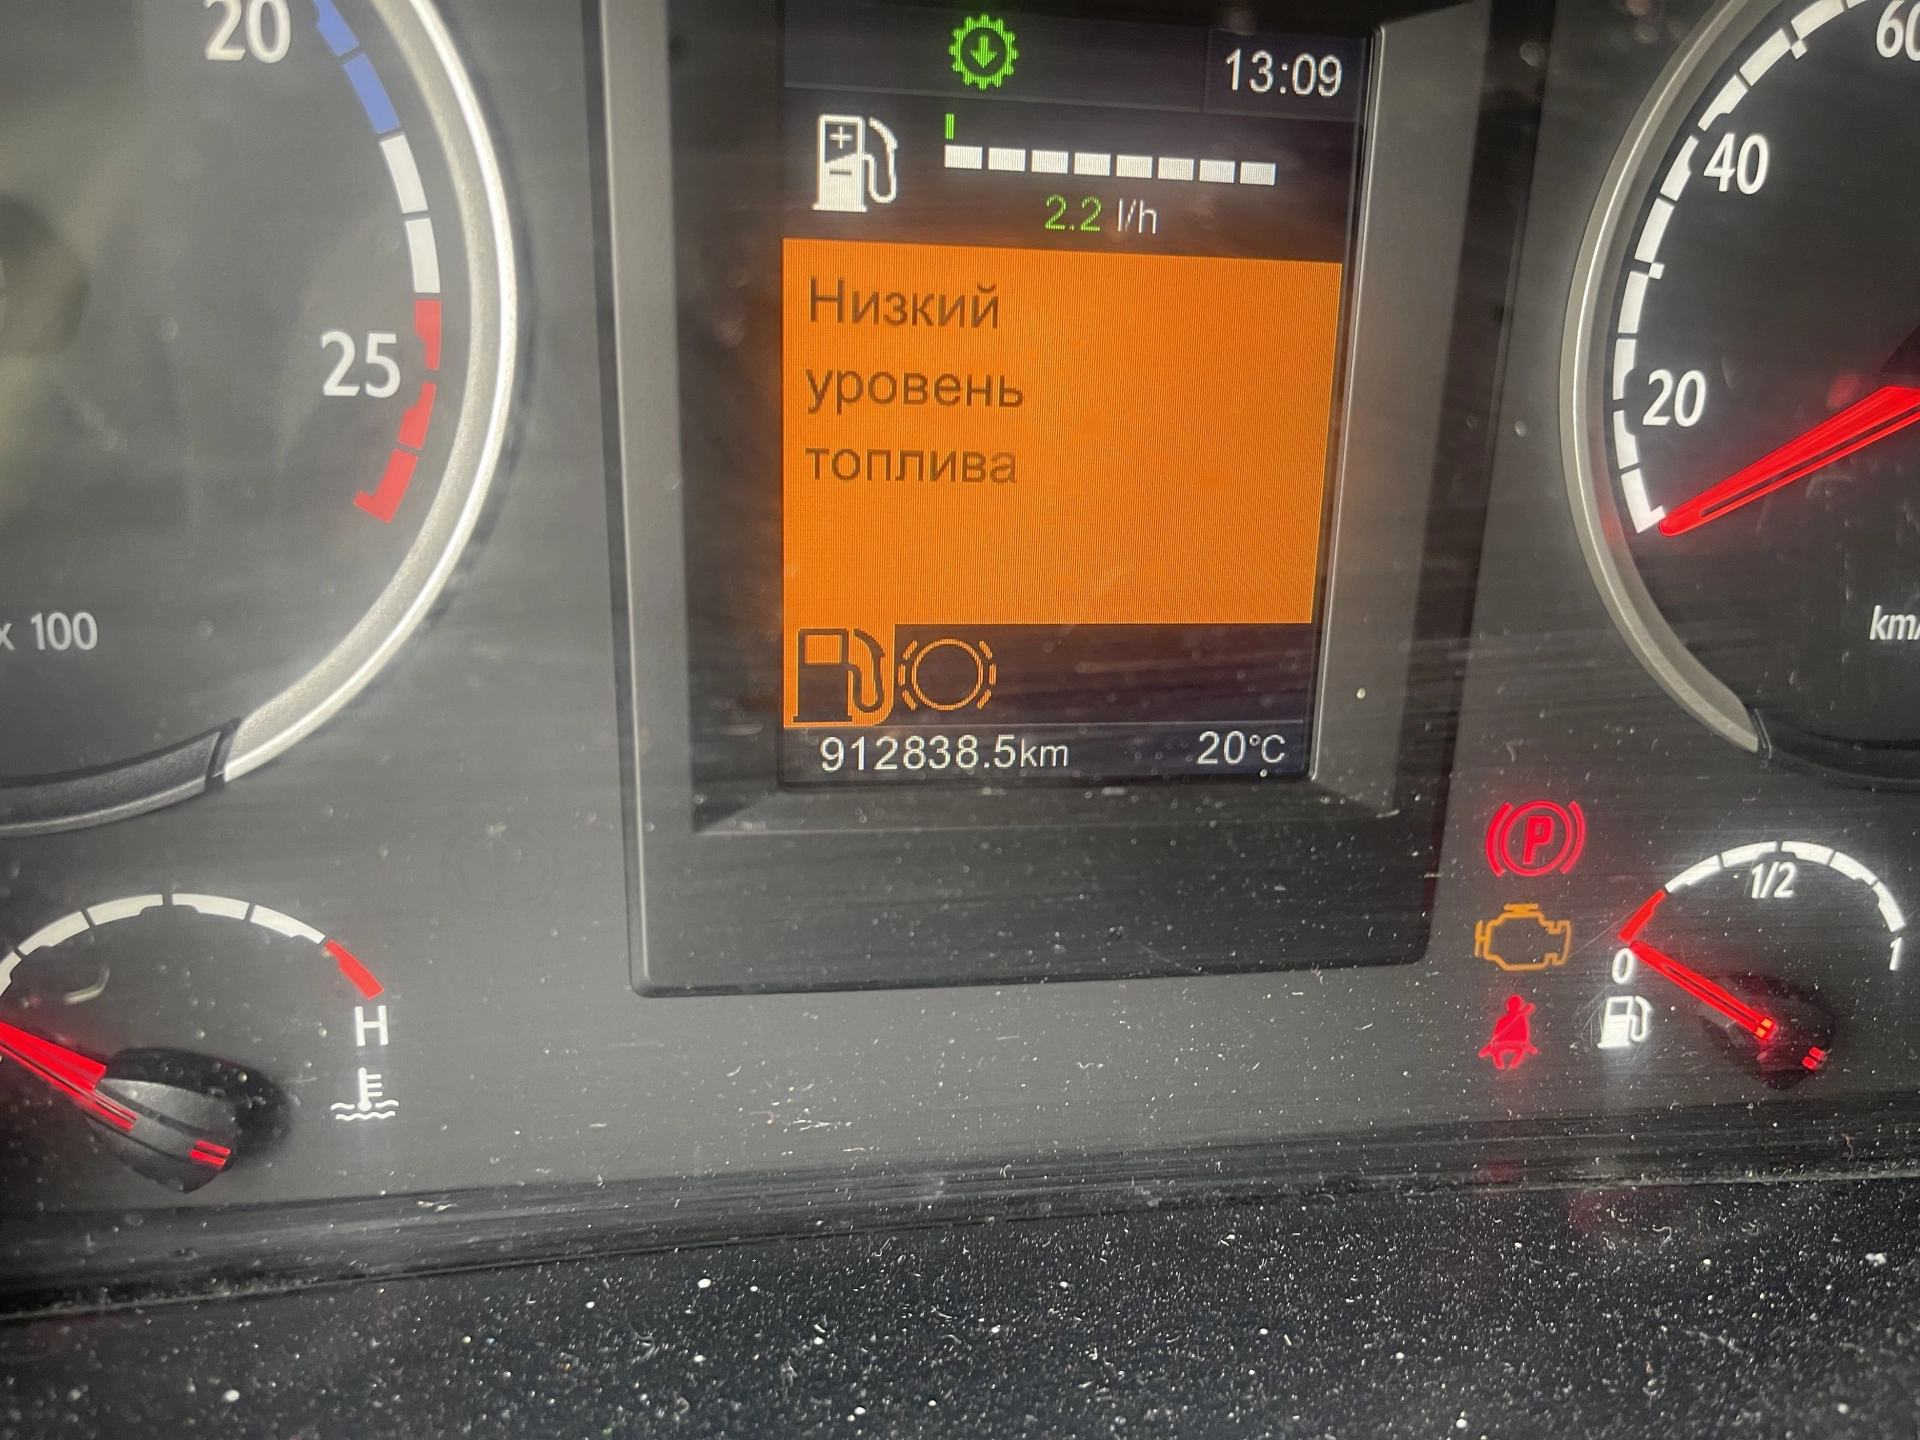 20
13:09
60
40
2.2 l/h
Низкий
уровень
топлива
25
20
x 100
km/
912838.5km 20°C
P
1/2
0
1
H